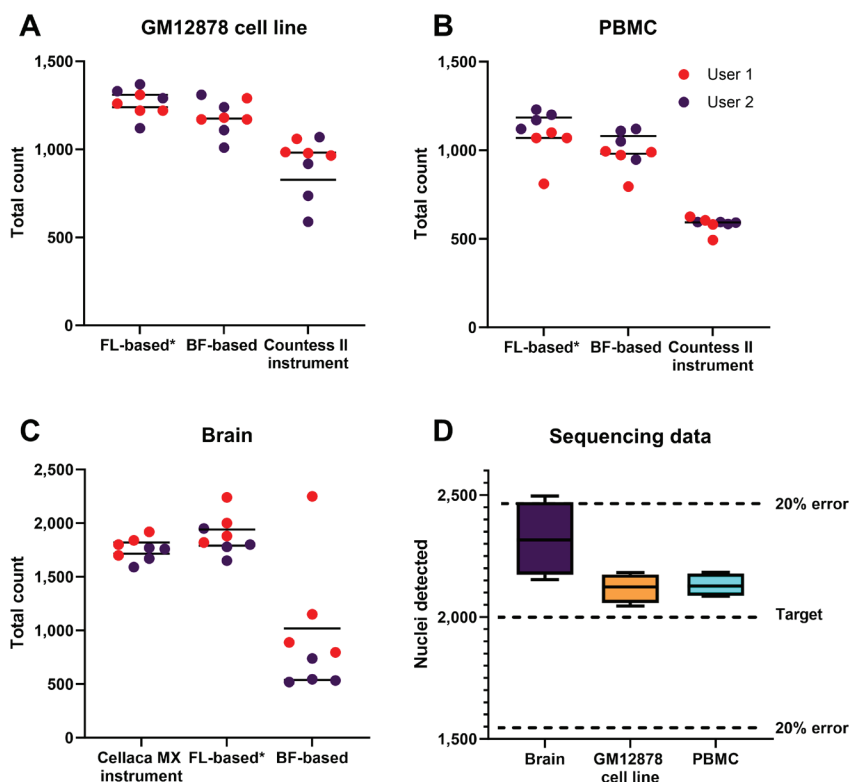 A
GM12878 cell line
Total count
1,500
1,000
500
0
FL-based*
BF-based
Countess II
instrument
B
PBMC
User 1
User 2
Total count
1,500
1,000
500
0
FL-based*
BF-based
Countess II
instrument
C
Brain
Total count
2,500
2,000
1,500
1,000
500
0
Cellaca MX
instrument
FL-based*
BF-based
D
Sequencing data
Nuclei detected
2,500
2,000
1,500
20% error
Target
20% error
Brain
GM12878
cell line
PBMC